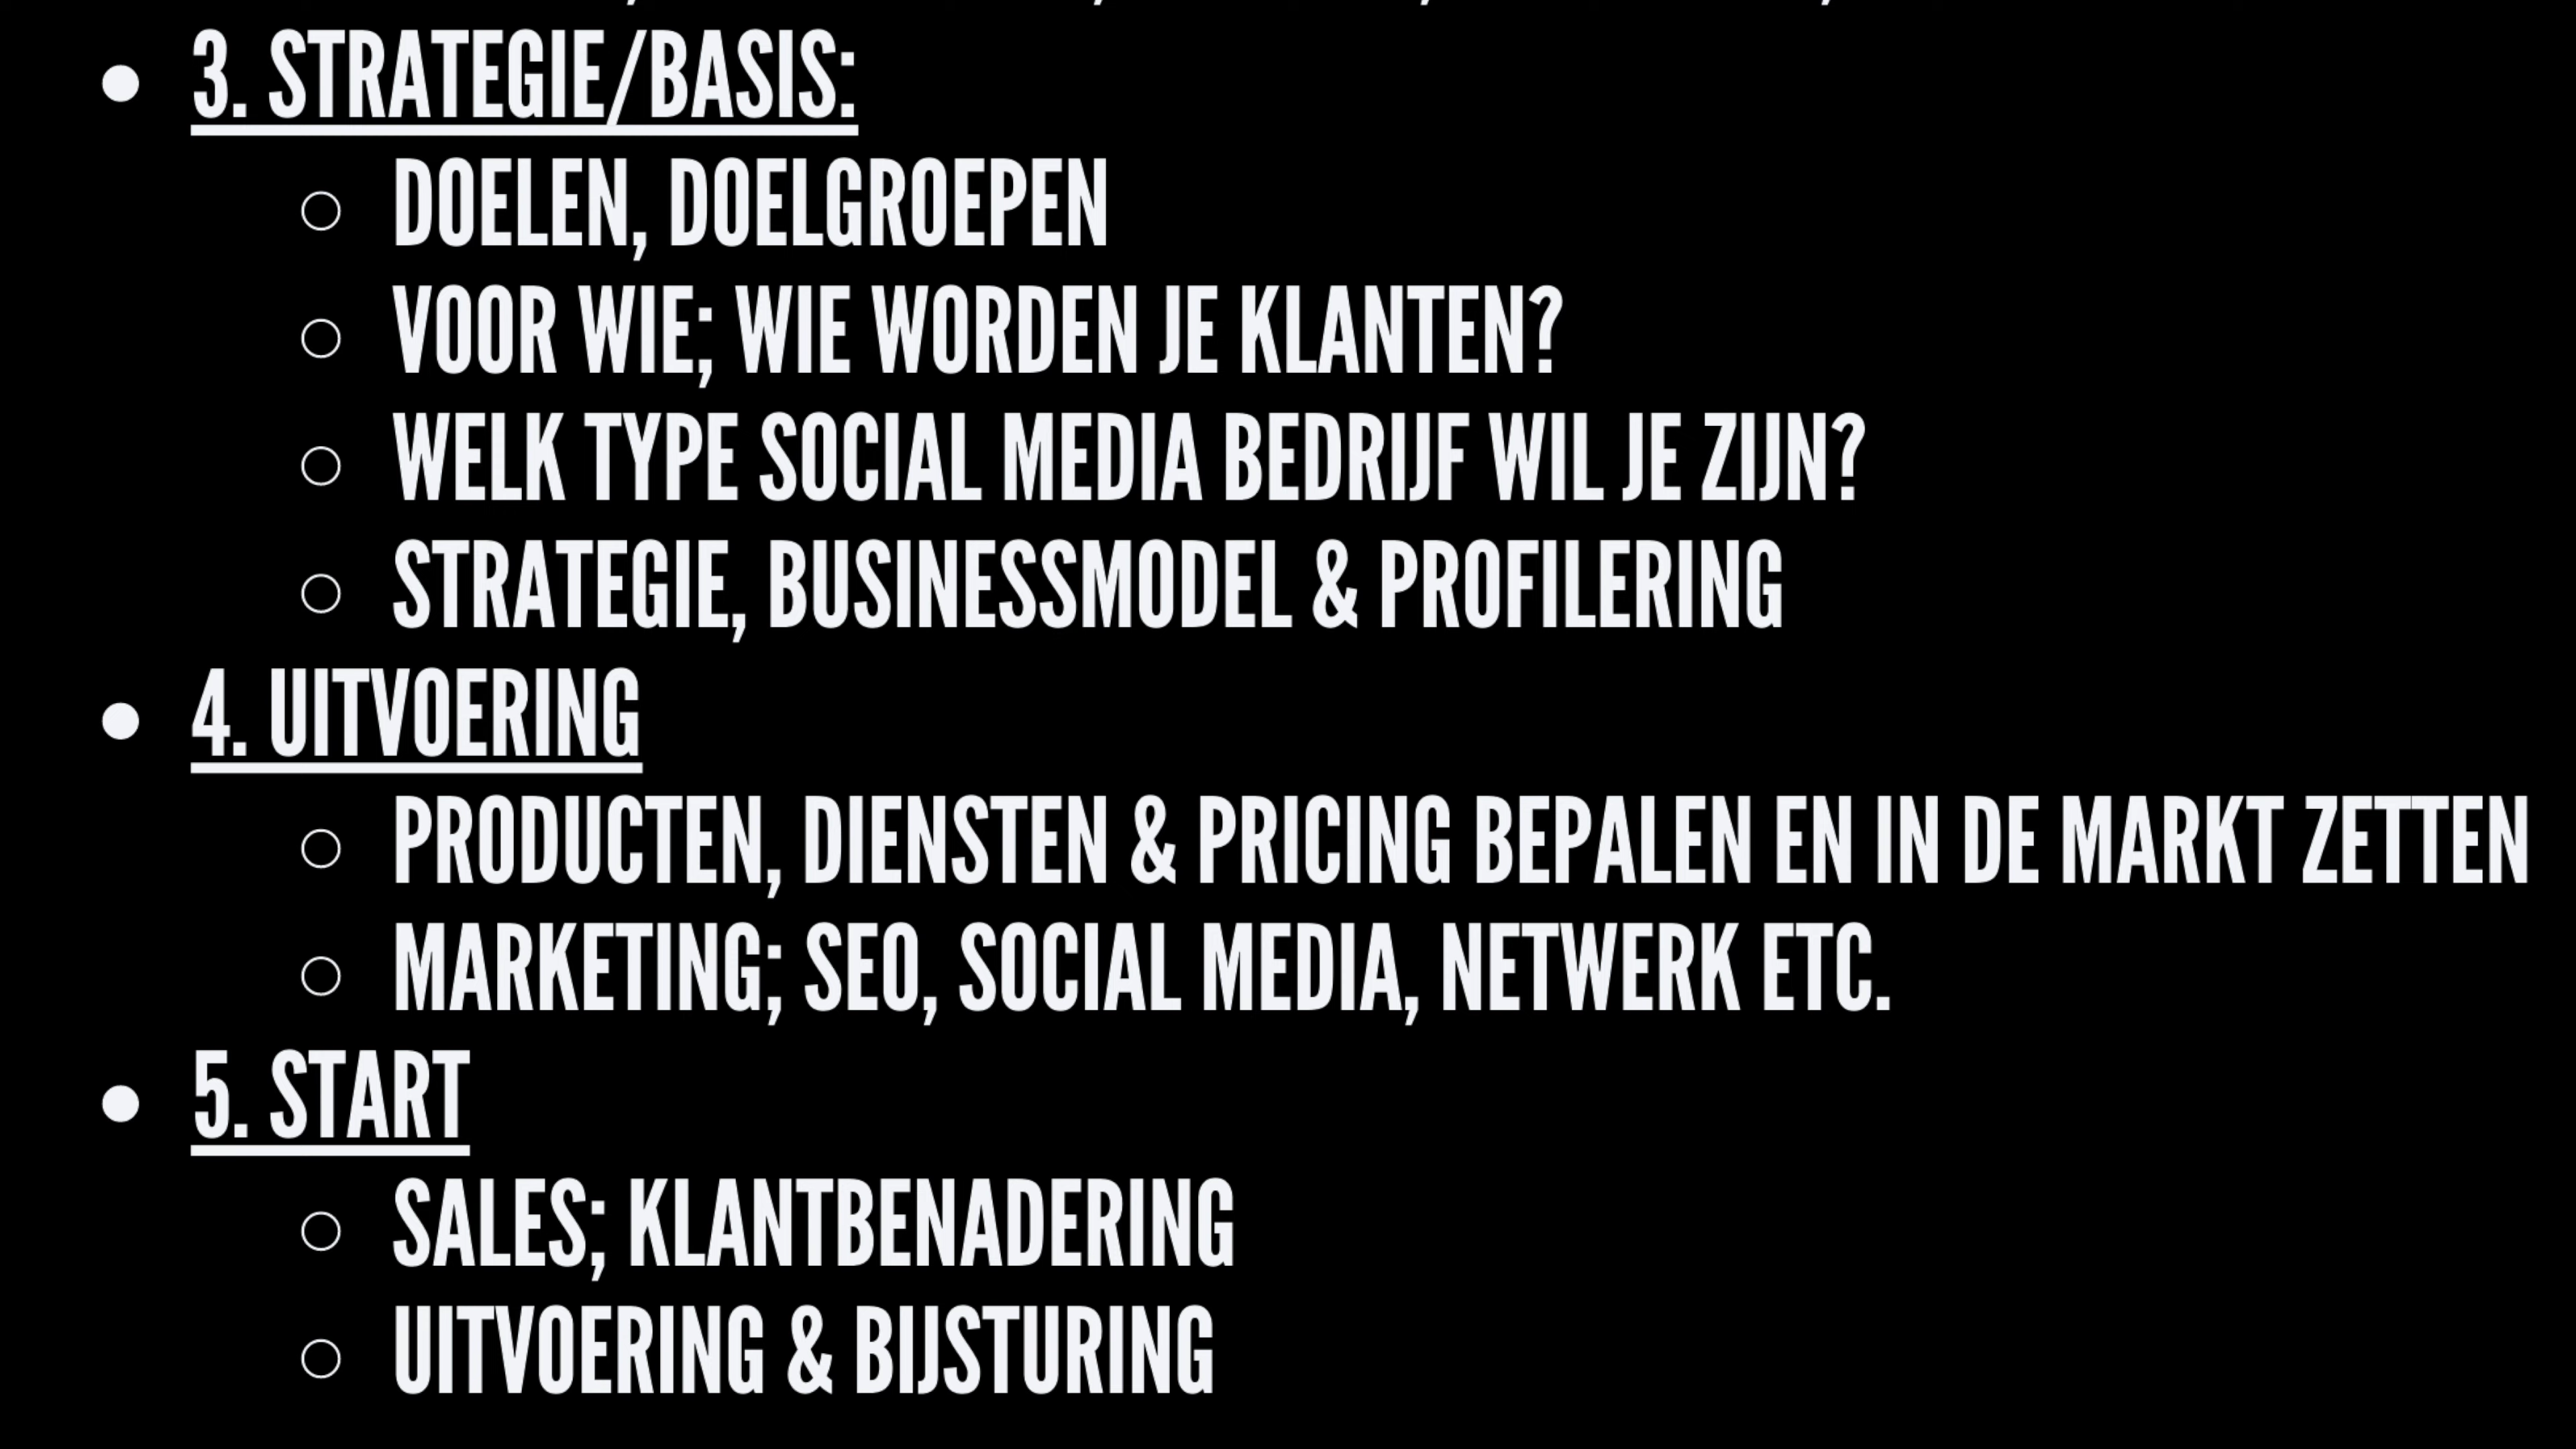 3. STRATEGIE/BASIS:
DOELEN, DOELGROEPEN
VOOR WIE; WIE WORDEN JE KLANTEN?
WELK TYPE SOCIAL MEDIA BEDRIJF WIL JE ZIJN?
STRATEGIE, BUSINESSMODEL & PROFILERING
4. UITVOERING
PRODUCTEN, DIENSTEN & PRICING BEPALEN EN IN DE MARKT ZETTEN
MARKETING; SEO, SOCIAL MEDIA, NETWERK ETC.
5. START
SALES; KLANTBENADERING
UITVOERING & BIJSTURING